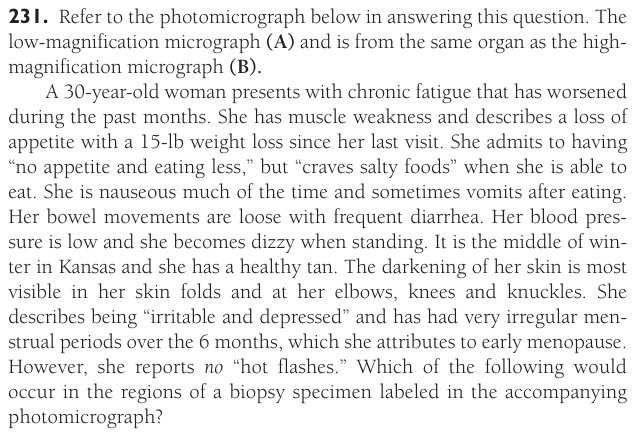 231. Refer to the photomicrograph below in answering this question. The
low-magnification micrograph (A) and is from the same organ as the high-
magnification micrograph (B).
A 30-year-old woman presents with chronic fatigue that has worsened
during the past months. She has muscle weakness and describes a loss of
appetite with a 15-lb weight loss since her last visit. She admits to having
“no appetite and eating less,” but “craves salty foods” when she is able to
eat. She is nauseous much of the time and sometimes vomits after eating.
Her bowel movements are loose with frequent diarrhea. Her blood pres-
sure is low and she becomes dizzy when standing. It is the middle of win-
ter in Kansas and she has a healthy tan. The darkening of her skin is most
visible in her skin folds and at her elbows, knees and knuckles. She
describes being “irritable and depressed” and has had very irregular men-
strual periods over the 6 months, which she attributes to early menopause.
However, she reports no “hot flashes.” Which of the following would
occur in the regions of a biopsy specimen labeled in the accompanying
photomicrograph?